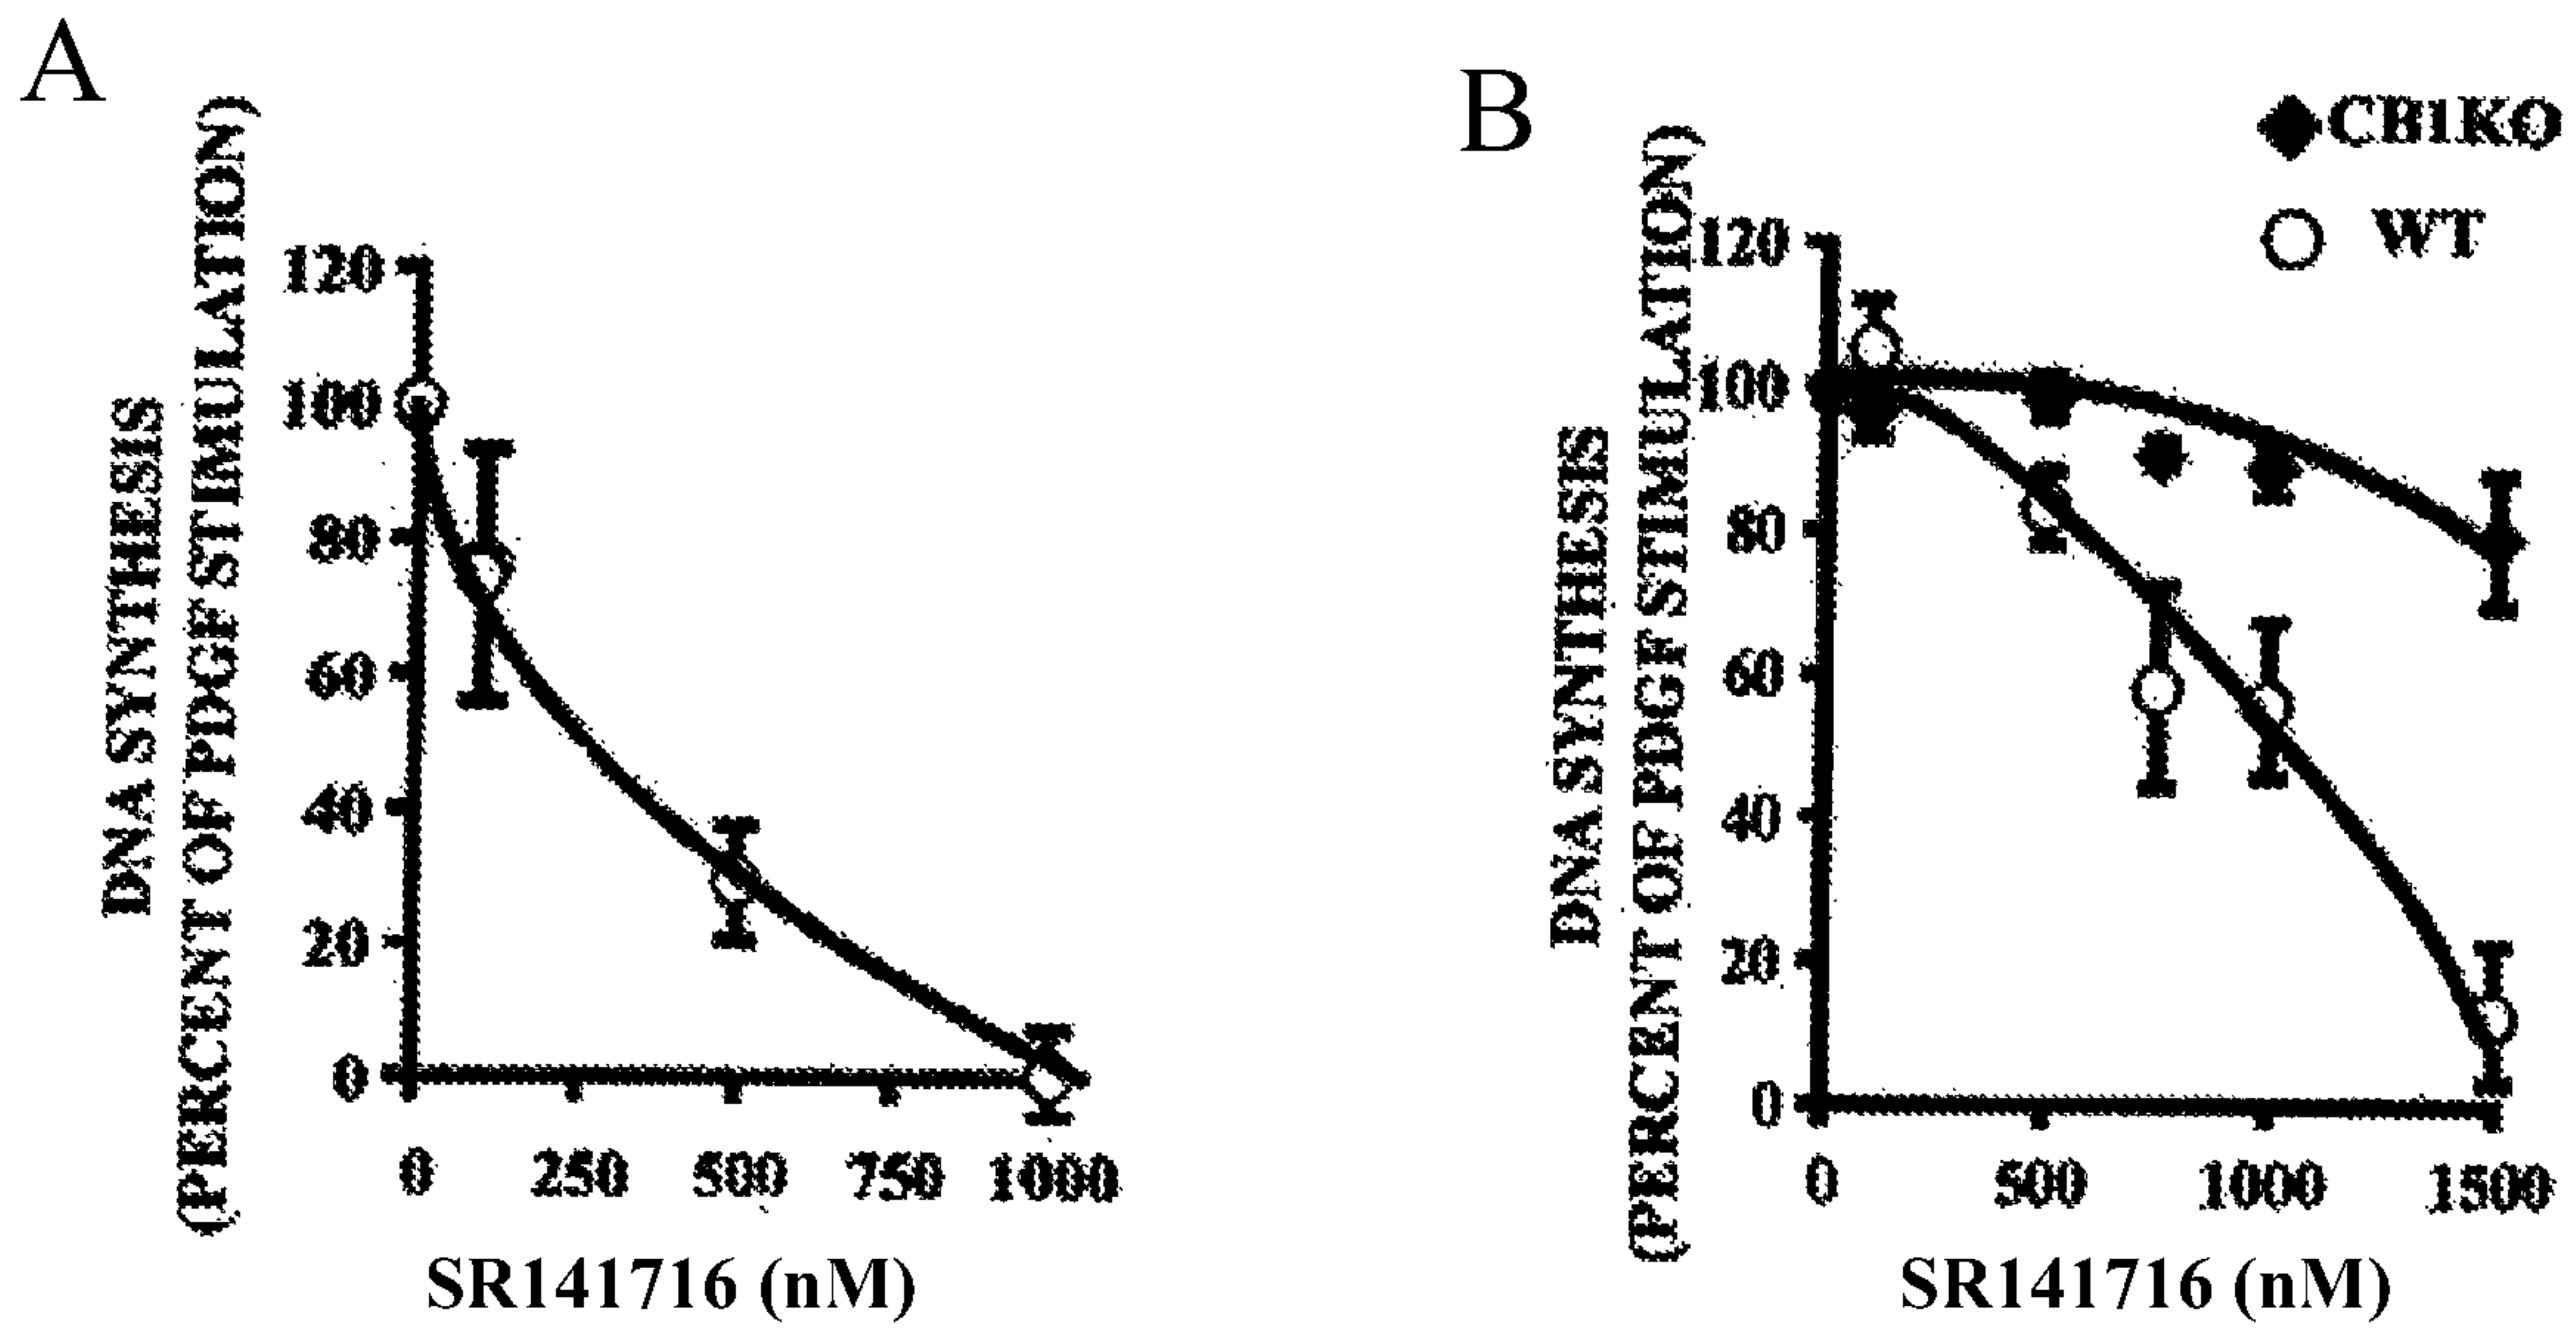 A
DNA SYNTHESIS
(PERCENT OF PDGF STIMULATION)
120
100
80
60
40
20
0
0 250 500 750 1000
SR141716 (nM)
B
CB1KO
WT
DNA SYNTHESIS
(PERCENT OF PDGF STIMULATION)
120
100
80
60
40
20
0
0 500 1000 1500
SR141716 (nM)